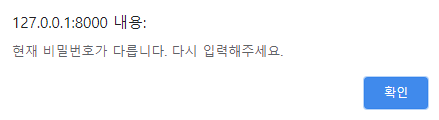 127.0.0.1:8000 내용:
현재 비밀번호가 다릅니다. 다시 입력해주세요.
확인